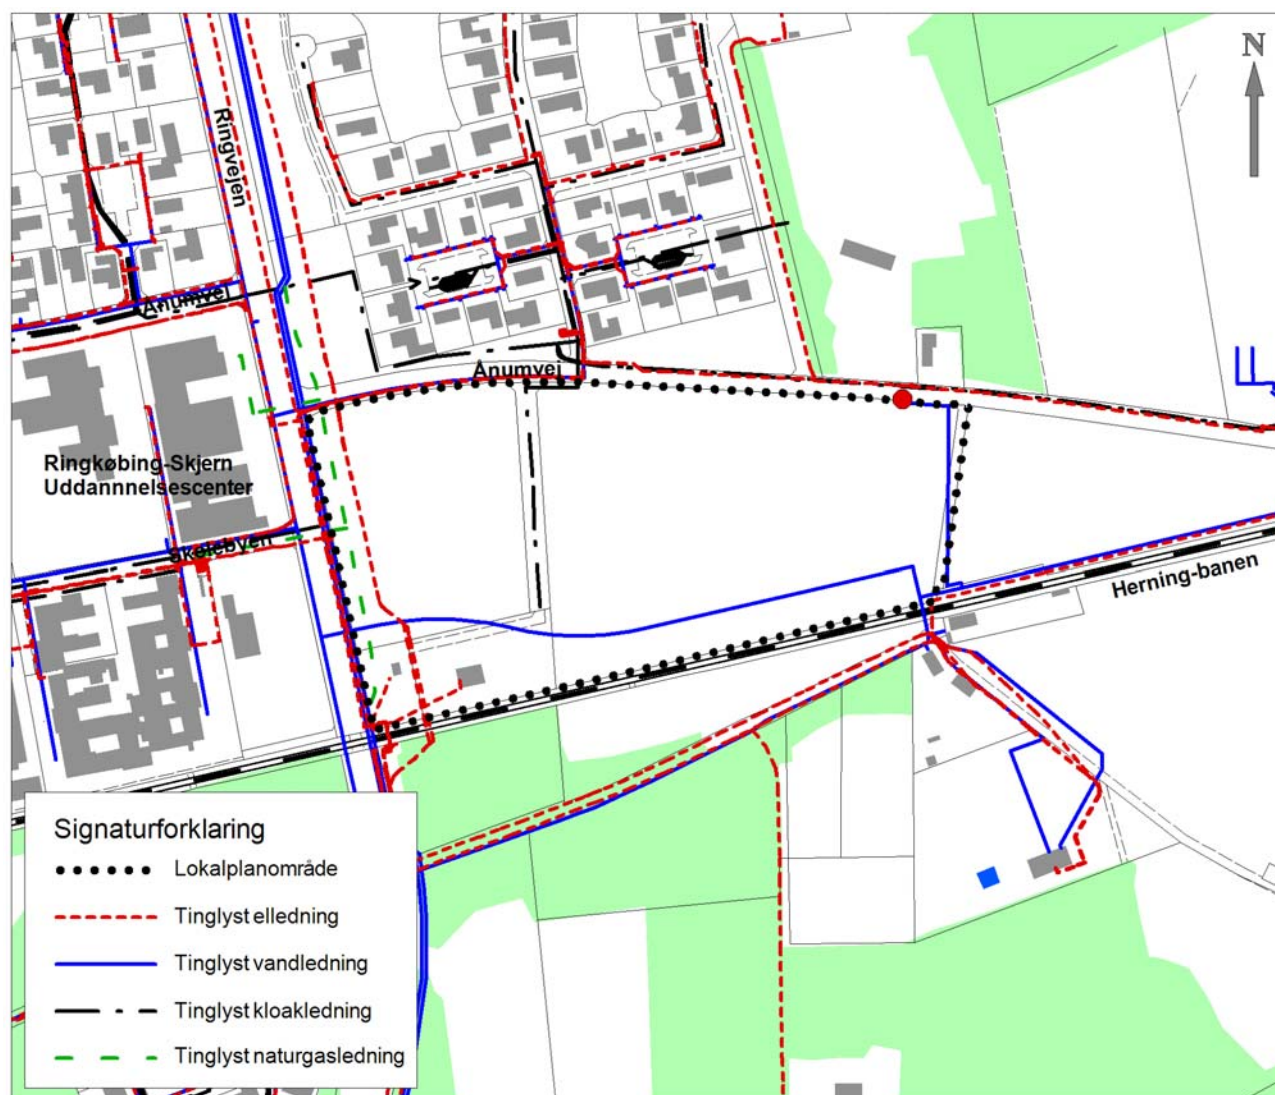 N
Ringvejen
Ånumvej
Ånumvej
Ringkøbing-Skjern
Uddannnelsescenter
Skolebyen
Herning-banen
Signaturforklaring
Lokalplanområde
Tinglyst elledning
Tinglyst vandledning
Tinglyst kloakledning
Tinglyst naturgasledning